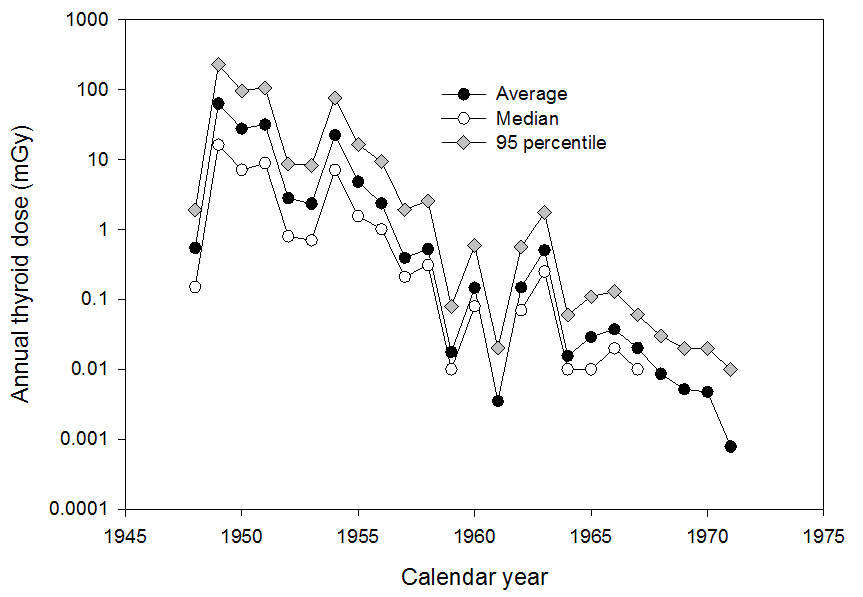 1000
100
10
1
0.1
0.01
0.001
0.0001
Annual thyroid dose (mGy)
Average
Median
95 percentile
1945 1950 1955 1960 1965 1970 1975
Calendar year